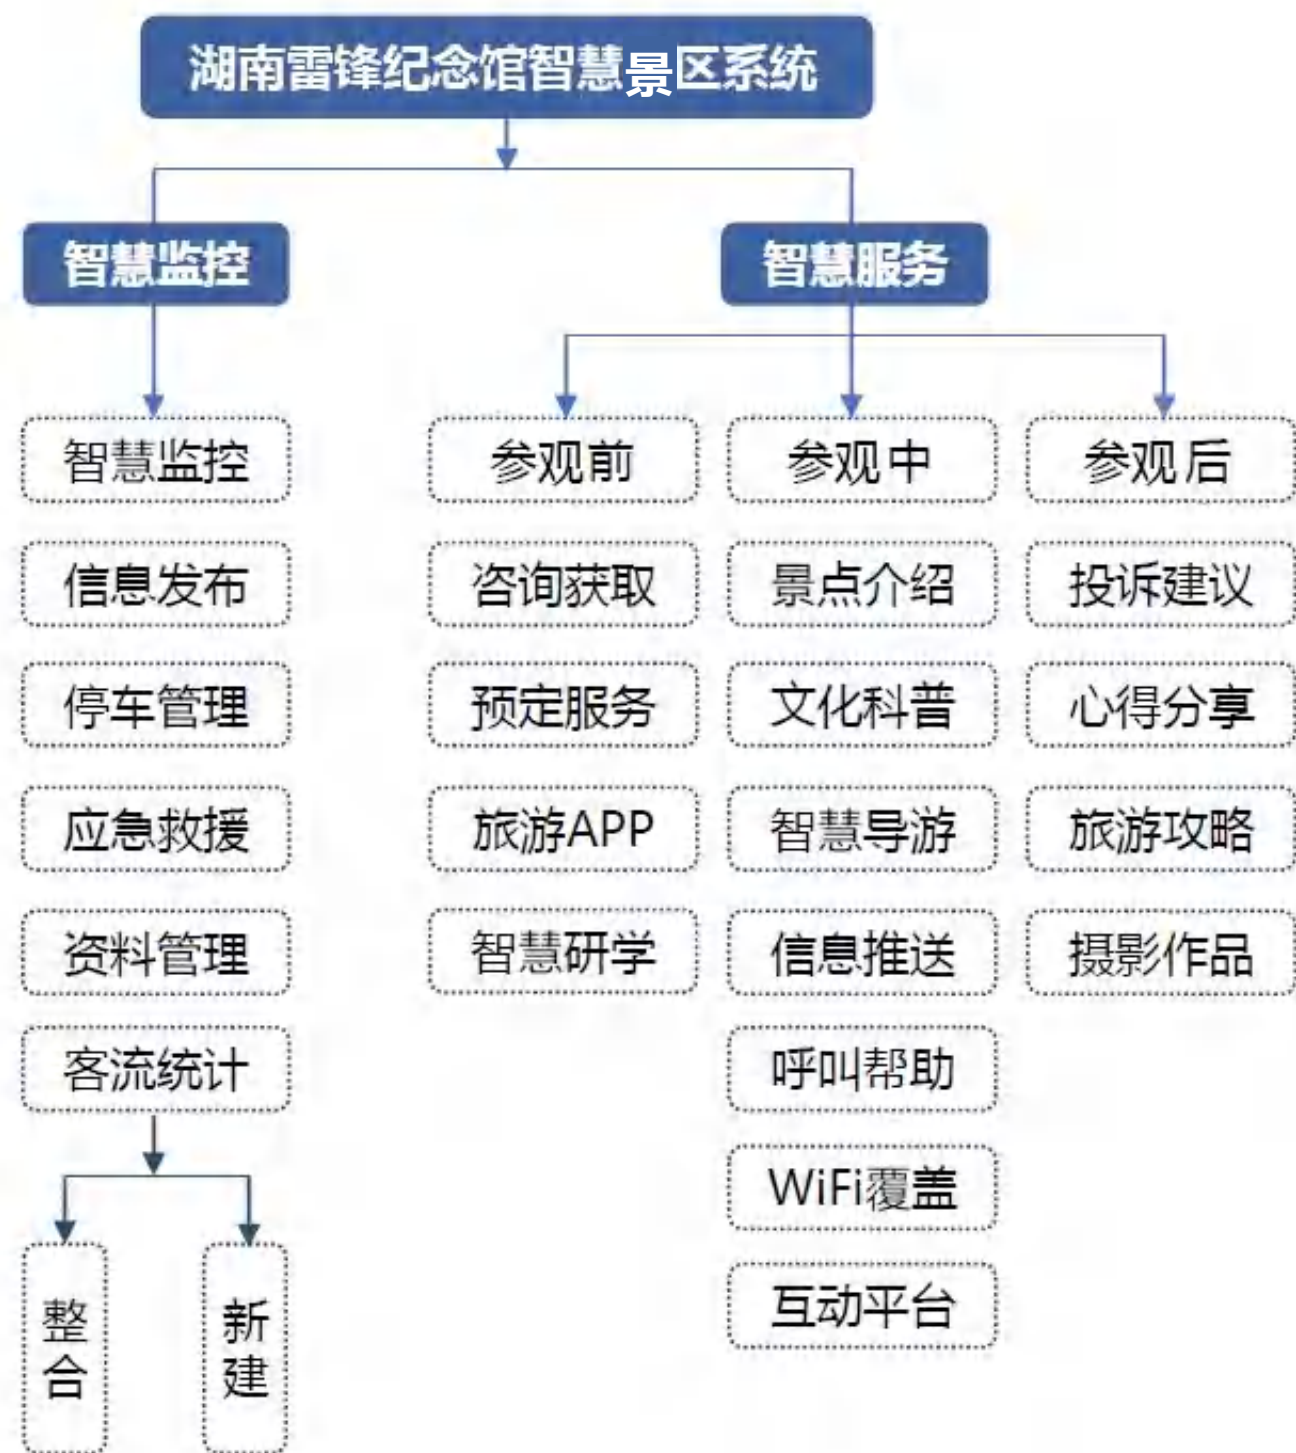 湖南雷锋纪念馆智慧景区系统
智慧监控
智慧服务
智慧监控
信息发布
停车管理
应急救援
资料管理
客流统计
整合
新建
参观前
咨询获取
预定服务
旅游APP
智慧研学
参观中
景点介绍
文化科普
智慧导游
信息推送
呼叫帮助
WiFi覆盖
互动平台
参观后
投诉建议
心得分享
旅游攻略
摄影作品